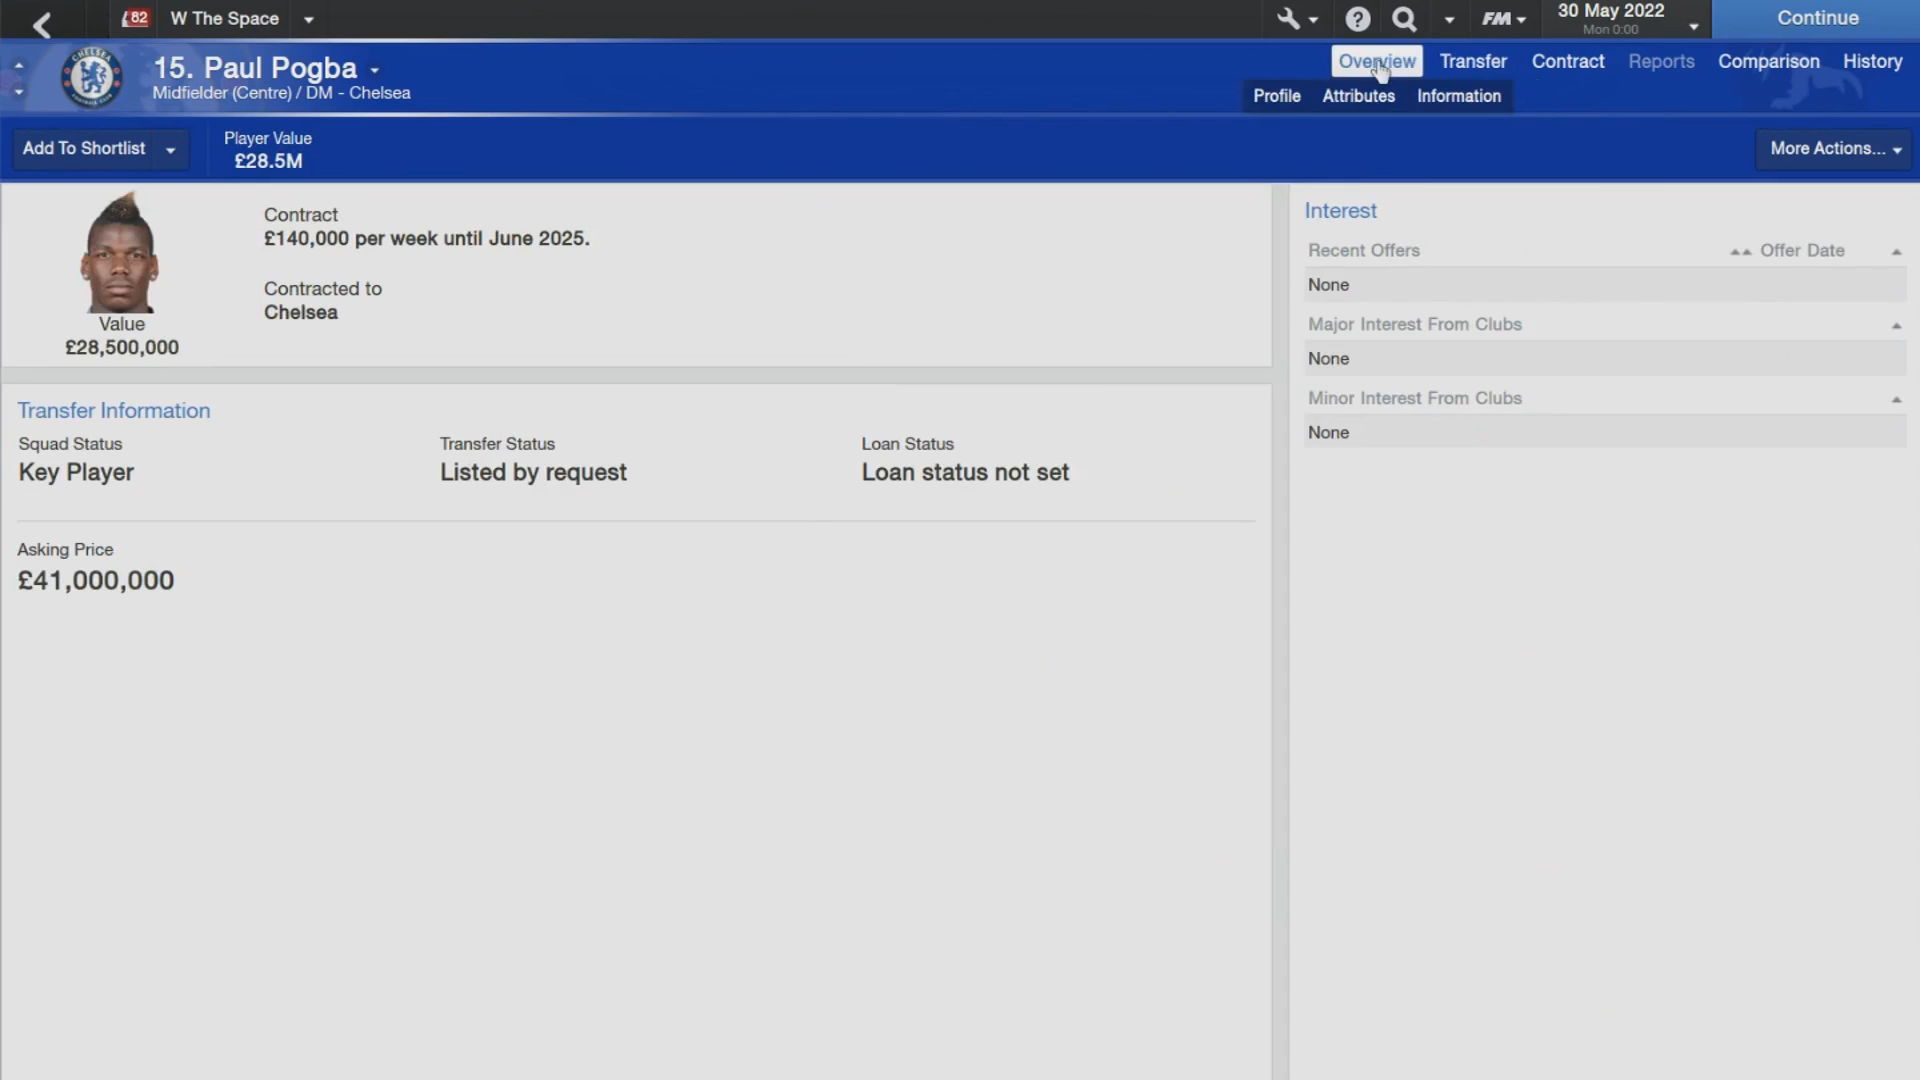 82
W The Space
FM
30 May 2022
Mon 0:00
Continue
CHELSEA
15. Paul Pogba
Midfielder (Centre) / DM - Chelsea
Overview
Transfer
Contract
Reports
Comparison
History
Profile
Attributes
Information
Add To Shortlist
Player Value
£28.5M
More Actions...
Contract
£140,000 per week until June 2025.
Contracted to
Chelsea
Value
£28,500,000
Transfer Information
Squad Status
Key Player
Transfer Status
Listed by request
Loan Status
Loan status not set
Asking Price
£41,000,000
Interest
Recent Offers
Offer Date
None
Major Interest From Clubs
None
Minor Interest From Clubs
None